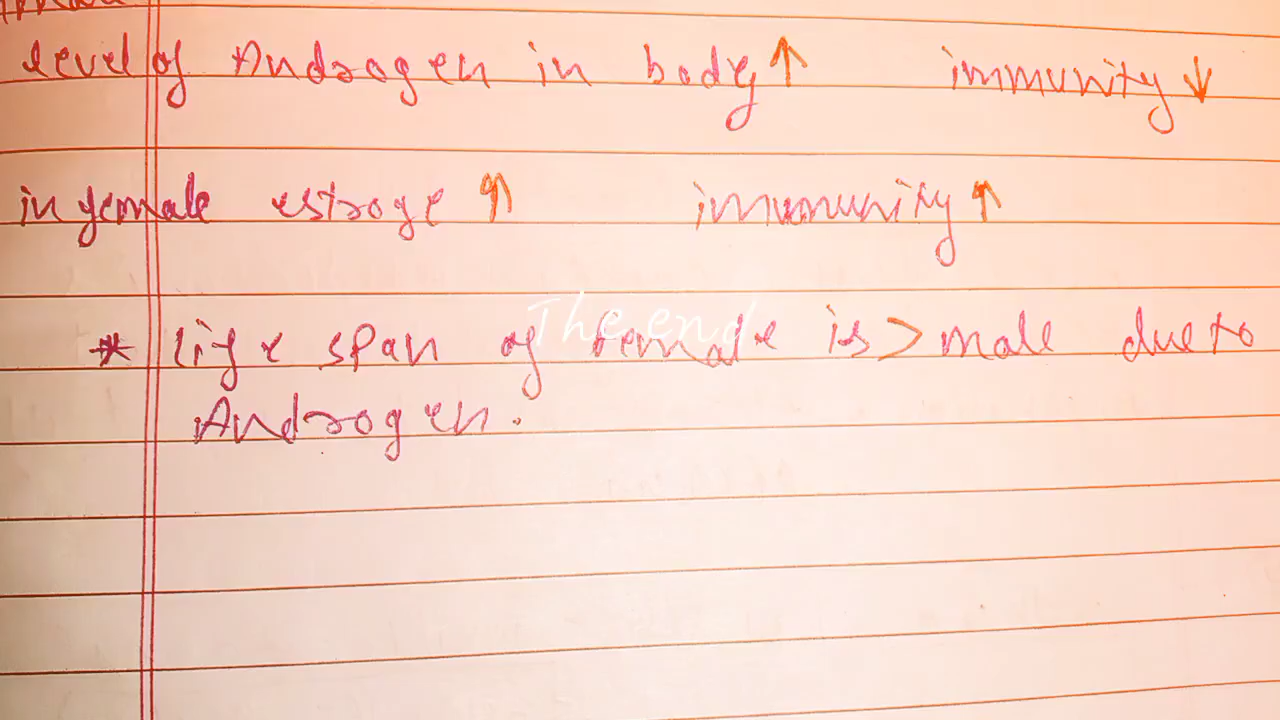 level of Androgen in body ↑ immunity ↓
in female estroge ↑ immunity ↑
The end
* life span of female is > male due to
Androgen.